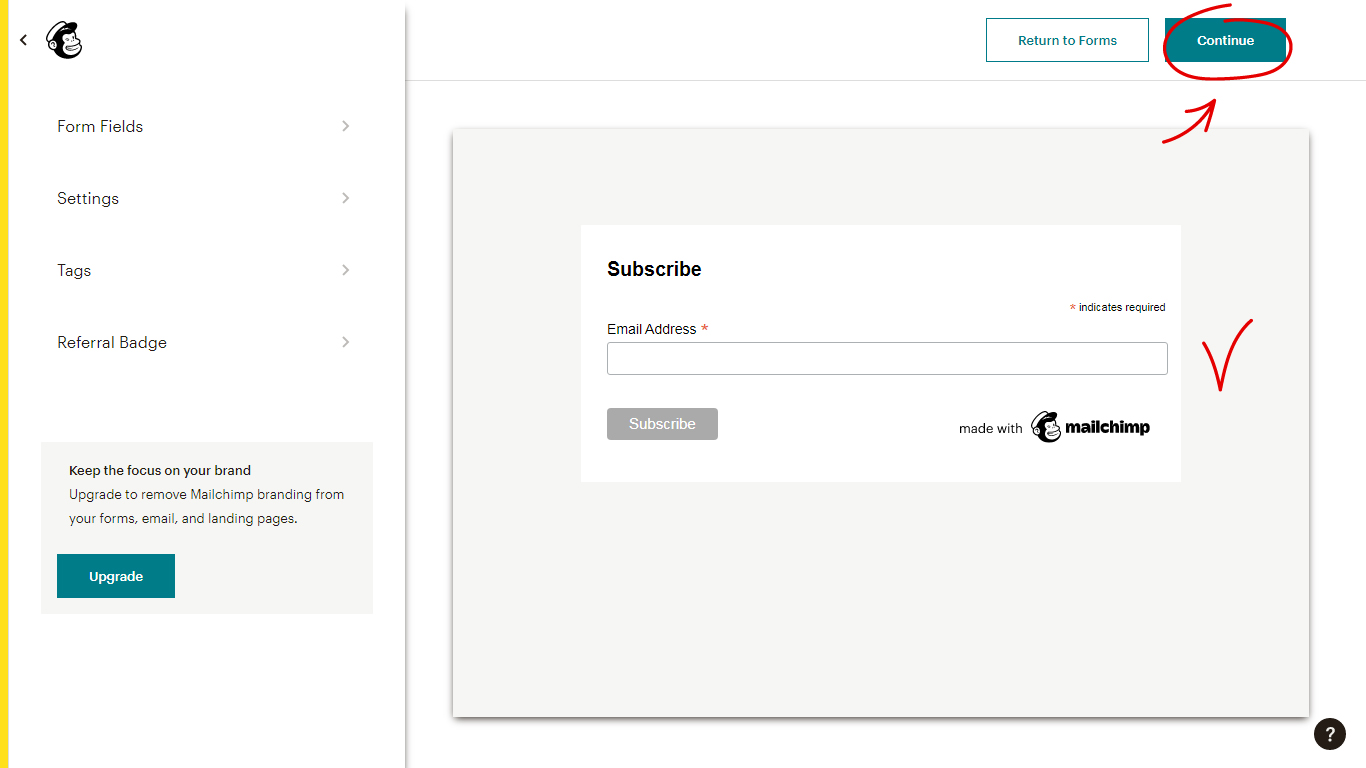 Return to Forms
Continue
Form Fields
Settings
Tags
Referral Badge
Keep the focus on your brand
Upgrade to remove Mailchimp branding from
your forms, email, and landing pages.
Upgrade
Subscribe
* indicates required
Email Address *
Subscribe
made with mailchimp
?